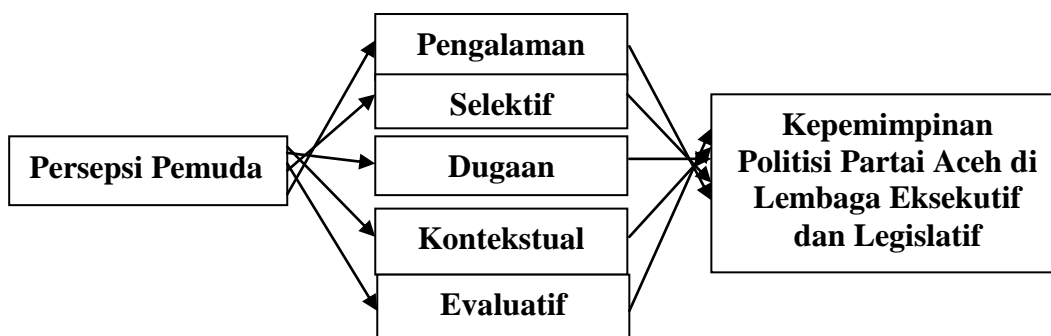 Persepsi Pemuda
Pengalaman
Selektif
Dugaan
Kontekstual
Evaluatif
Kepemimpinan
Politisi Partai Aceh di
Lembaga Eksekutif
dan Legislatif